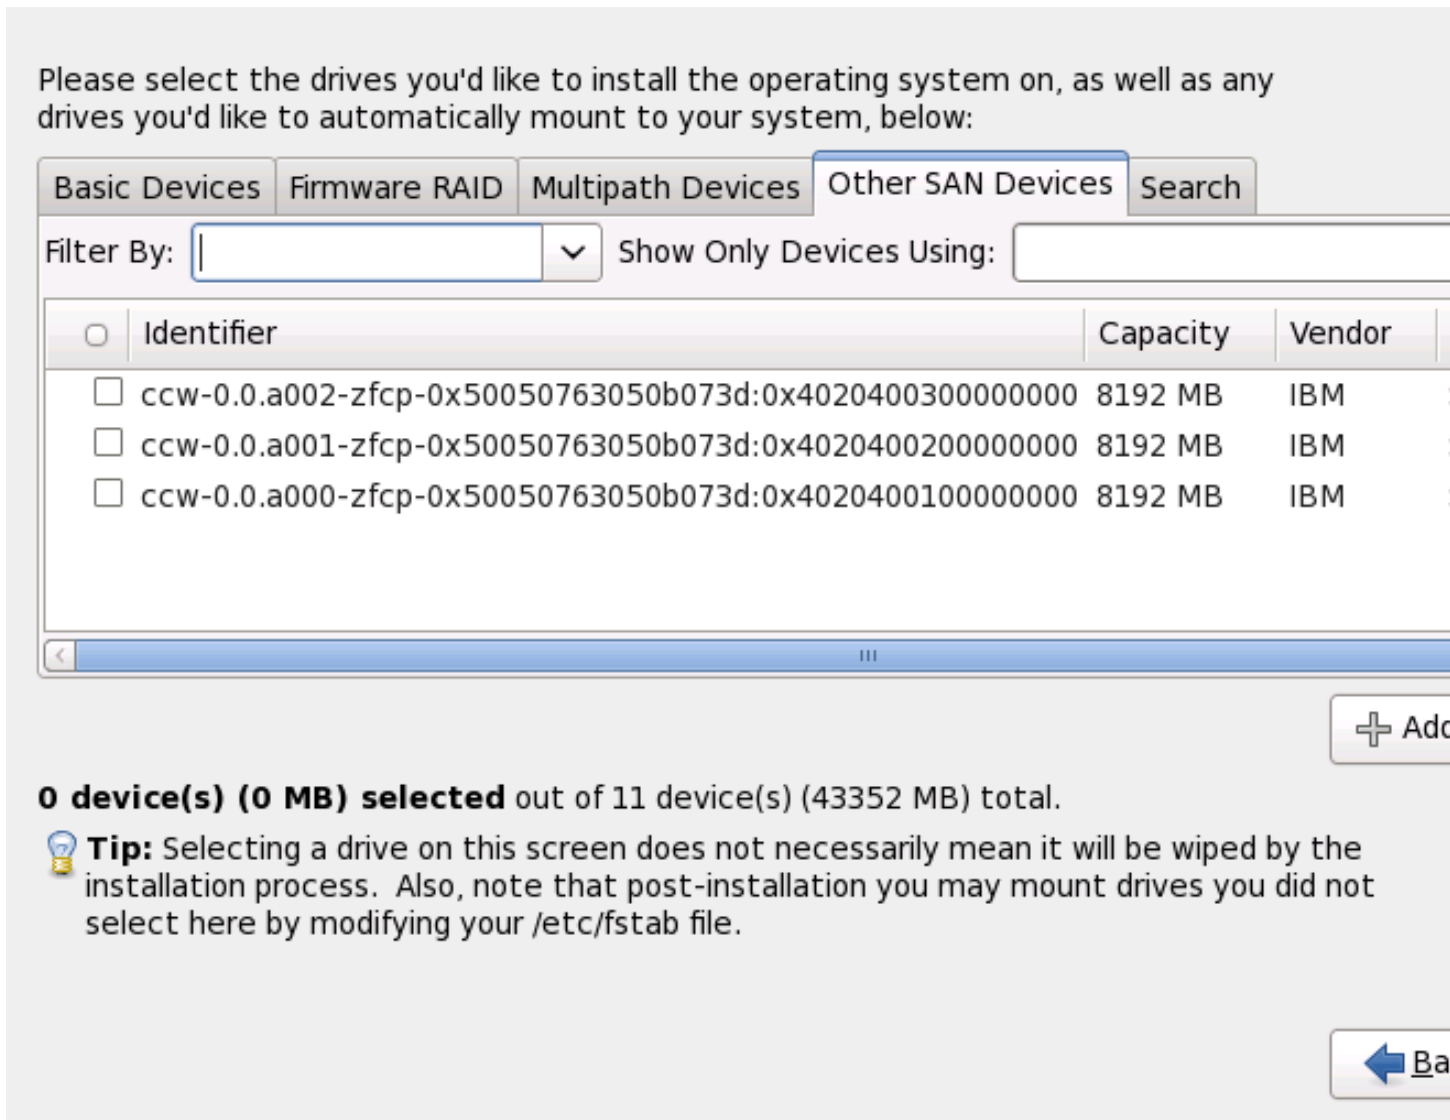 Please select the drives you'd like to install the operating system on, as well as any
drives you'd like to automatically mount to your system, below:
Basic Devices Firmware RAID Multipath Devices Other SAN Devices Search
Filter By: Show Only Devices Using:
Identifier Capacity Vendor
ccw-0.0.a002-zfcp-0x50050763050b073d:0x4020400300000000 8192 MB IBM
ccw-0.0.a001-zfcp-0x50050763050b073d:0x4020400200000000 8192 MB IBM
ccw-0.0.a000-zfcp-0x50050763050b073d:0x4020400100000000 8192 MB IBM
Add
0 device(s) (0 MB) selected out of 11 device(s) (43352 MB) total.
Tip: Selecting a drive on this screen does not necessarily mean it will be wiped by the
installation process. Also, note that post-installation you may mount drives you did not
select here by modifying your /etc/fstab file.
Ba